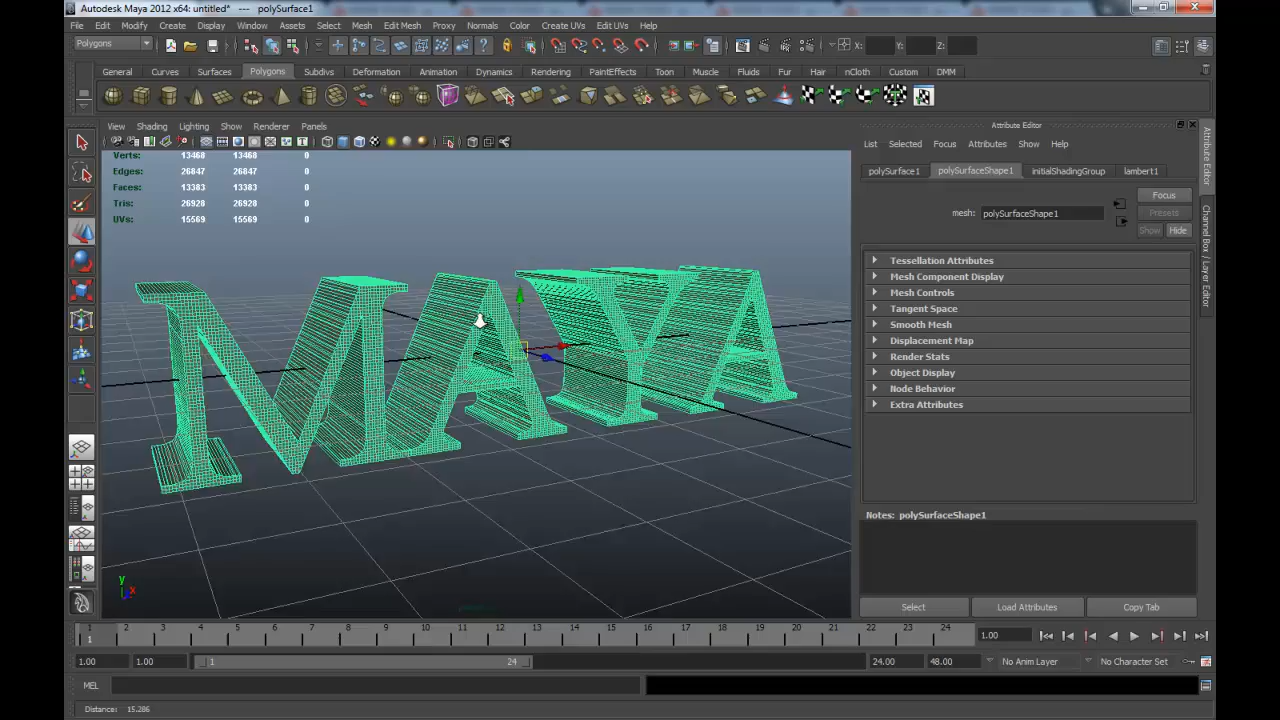 Autodesk Maya 2012 x64: untitled* --- polySurface1
File Edit Modify Create Display Window Assets Select Mesh Edit Mesh Proxy Normals Color Create UVs Edit UVs Help
Polygons X: Y: Z:
General Curves Surfaces Polygons Subdivs Deformation Animation Dynamics Rendering PaintEffects Toon Muscle Fluids Fur Hair nCloth Custom DMM
Attribute Editor
View Shading Lighting Show Renderer Panels
List Selected Focus Attributes Show Help
Verts: 13468 13468 0
Edges: 26847 26847 0
Faces: 13383 13383 0
Tris: 26928 26928 0
UVs: 15569 15569 0
polySurface1 polySurfaceShape1 initialShadingGroup lambert1
Focus
mesh: polySurfaceShape1
Presets
Show Hide
Attribute Editor
Channel Box / Layer Editor
Tessellation Attributes
Mesh Component Display
Mesh Controls
Tangent Space
Smooth Mesh
Displacement Map
Render Stats
Object Display
Node Behavior
Extra Attributes
MAYA
y
x
Notes: polySurfaceShape1
Select Load Attributes Copy Tab
1 2 3 4 5 6 7 8 9 10 11 12 13 14 15 16 17 18 19 20 21 22 23 24
1 1.00
1.00 1.00 1 24 24.00 48.00 No Anim Layer No Character Set
MEL
Distance: 15.286